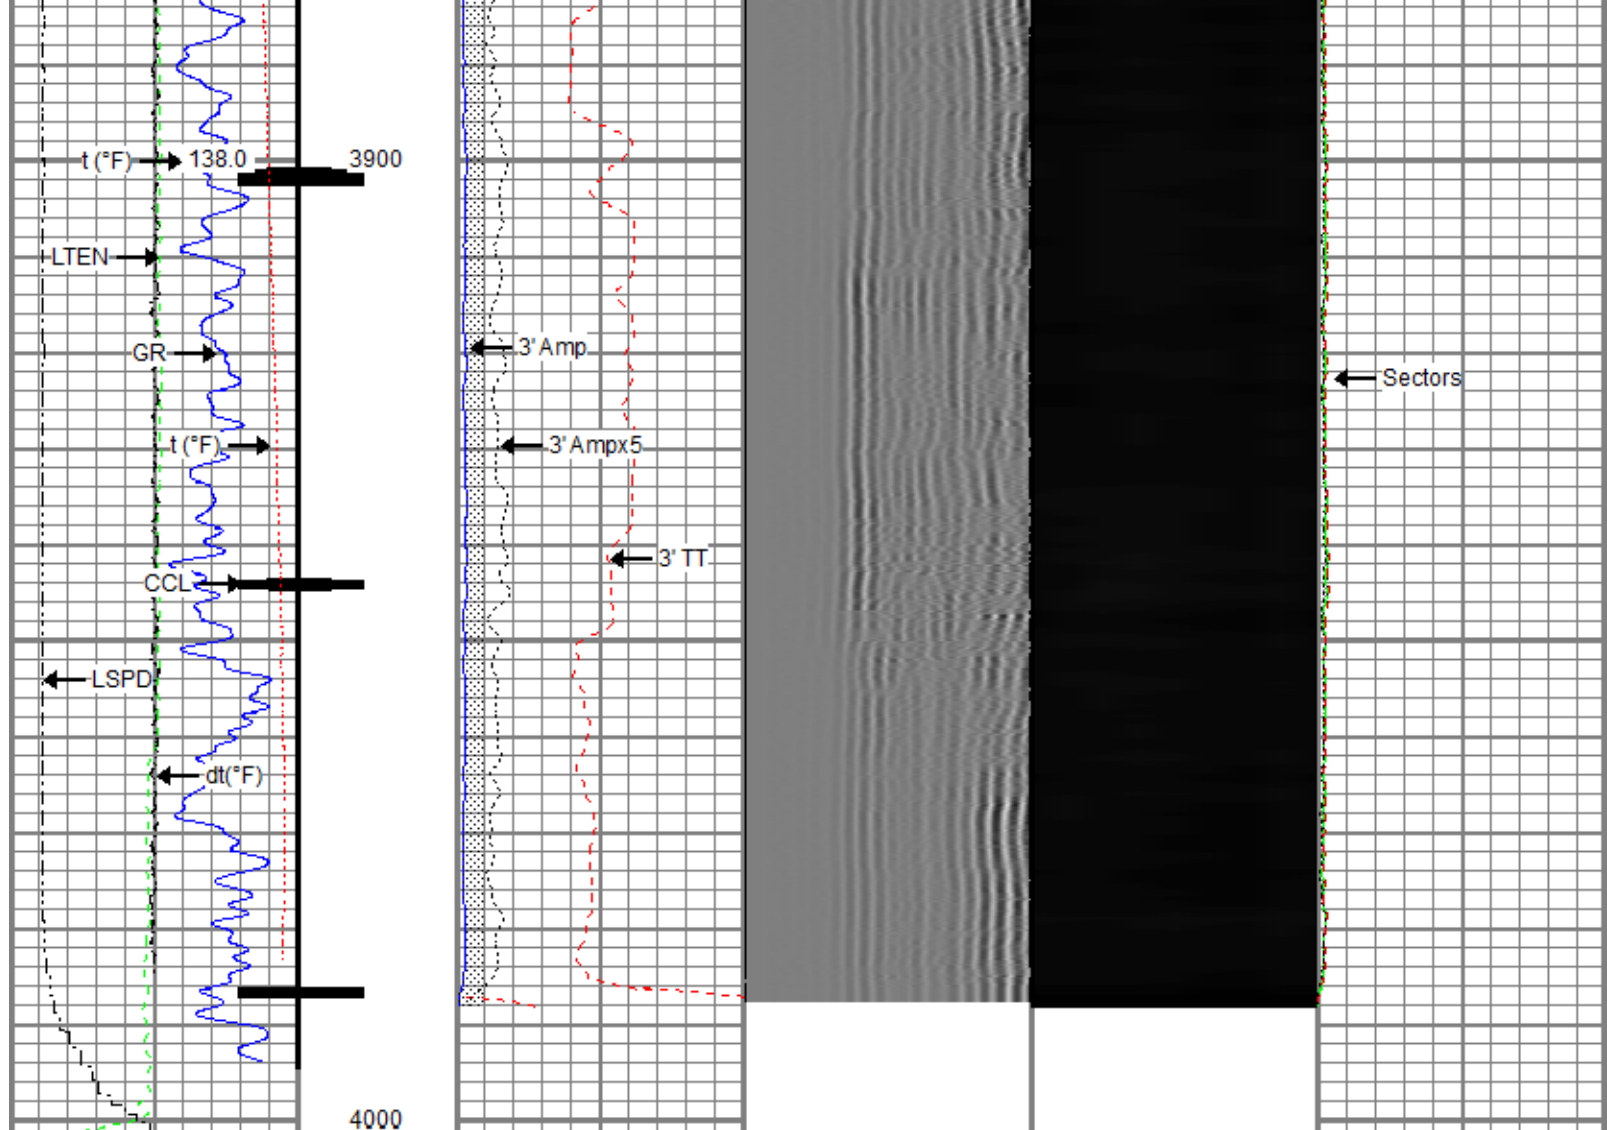 t (°F) 138.0 3900
LTEN
3' Amp
GR
Sectors
t (°F)
3' Ampx5
3' TT
CCL
LSPD
dt(°F)
4000